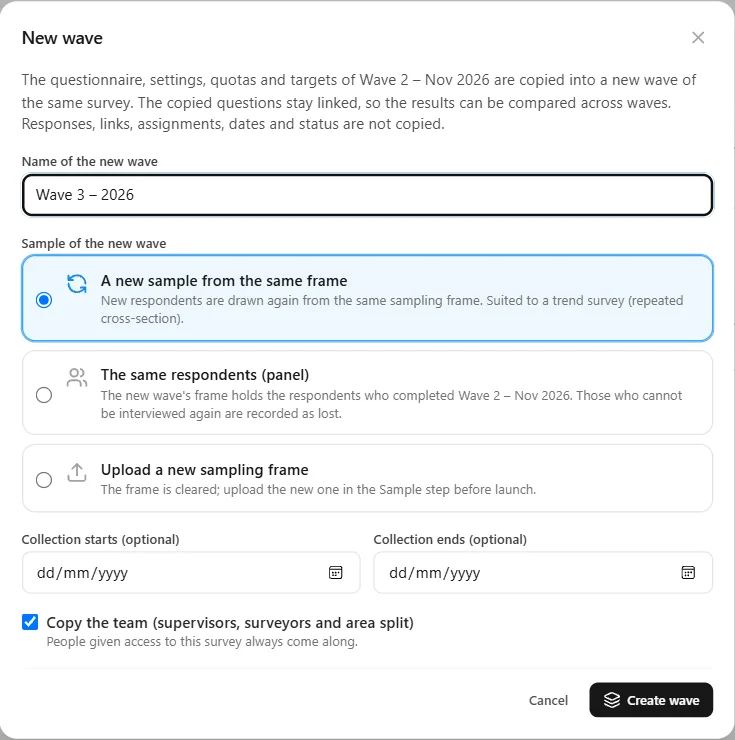 New wave
The questionnaire, settings, quotas and targets of Wave 2 – Nov 2026 are copied into a new wave of
the same survey. The copied questions stay linked, so the results can be compared across waves.
Responses, links, assignments, dates and status are not copied.
Name of the new wave
Wave 3 – 2026
Sample of the new wave
A new sample from the same frame
New respondents are drawn again from the same sampling frame. Suited to a trend survey (repeated
cross-section).
The same respondents (panel)
The new wave's frame holds the respondents who completed Wave 2 – Nov 2026. Those who cannot
be interviewed again are recorded as lost.
Upload a new sampling frame
The frame is cleared; upload the new one in the Sample step before launch.
Collection starts (optional)
Collection ends (optional)
dd/mm/yyyy
dd/mm/yyyy
Copy the team (supervisors, surveyors and area split)
People given access to this survey always come along.
Cancel
Create wave